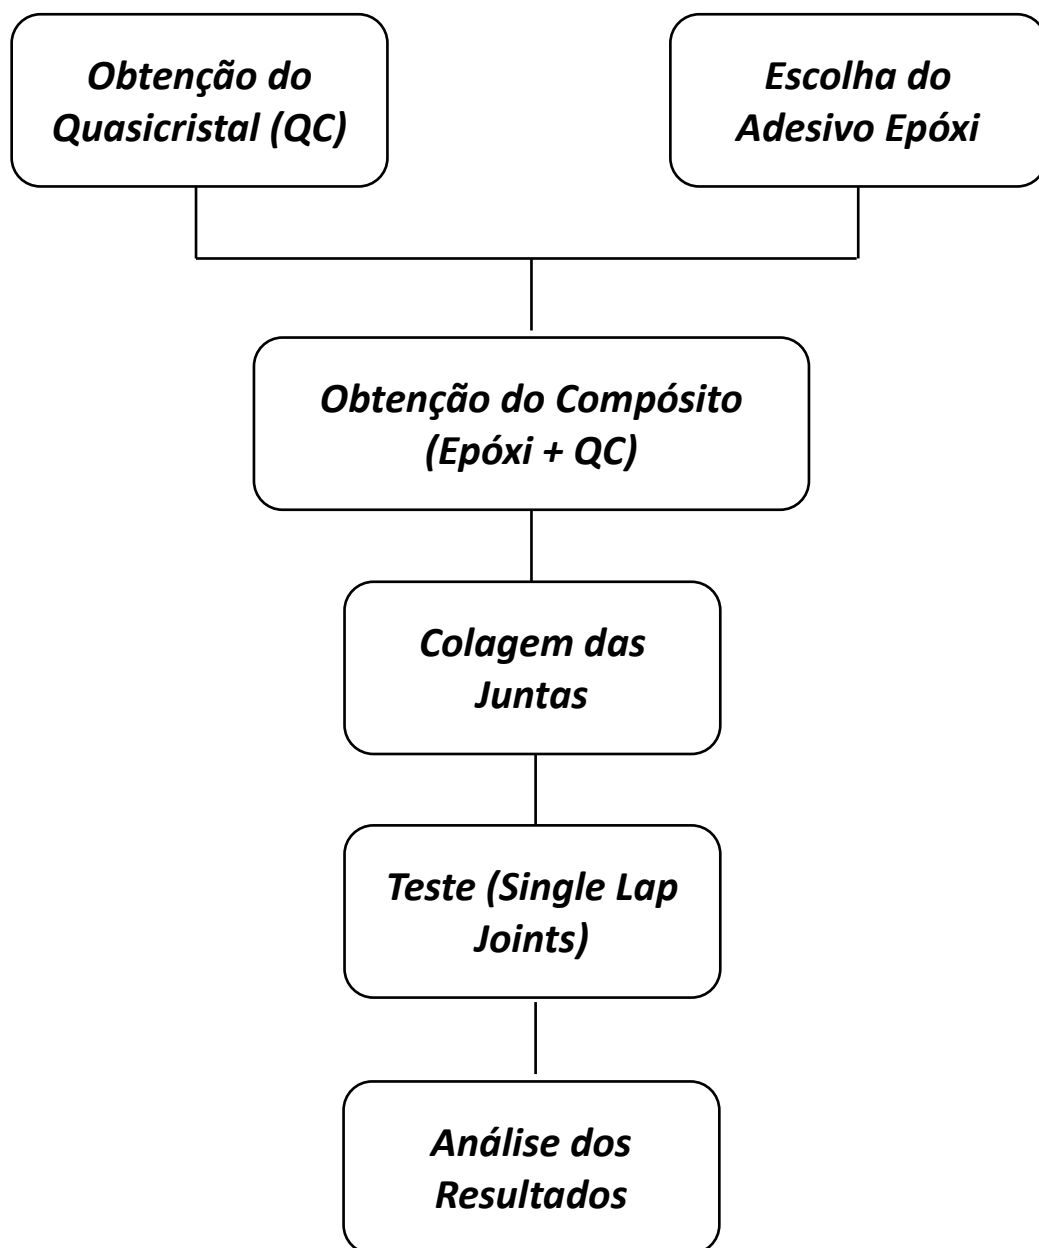 Obtenção do
Quasicristal (QC)
Escolha do
Adesivo Epóxi
Obtenção do Compósito
(Epóxi + QC)
Colagem das
Juntas
Teste (Single Lap
Joints)
Análise dos
Resultados